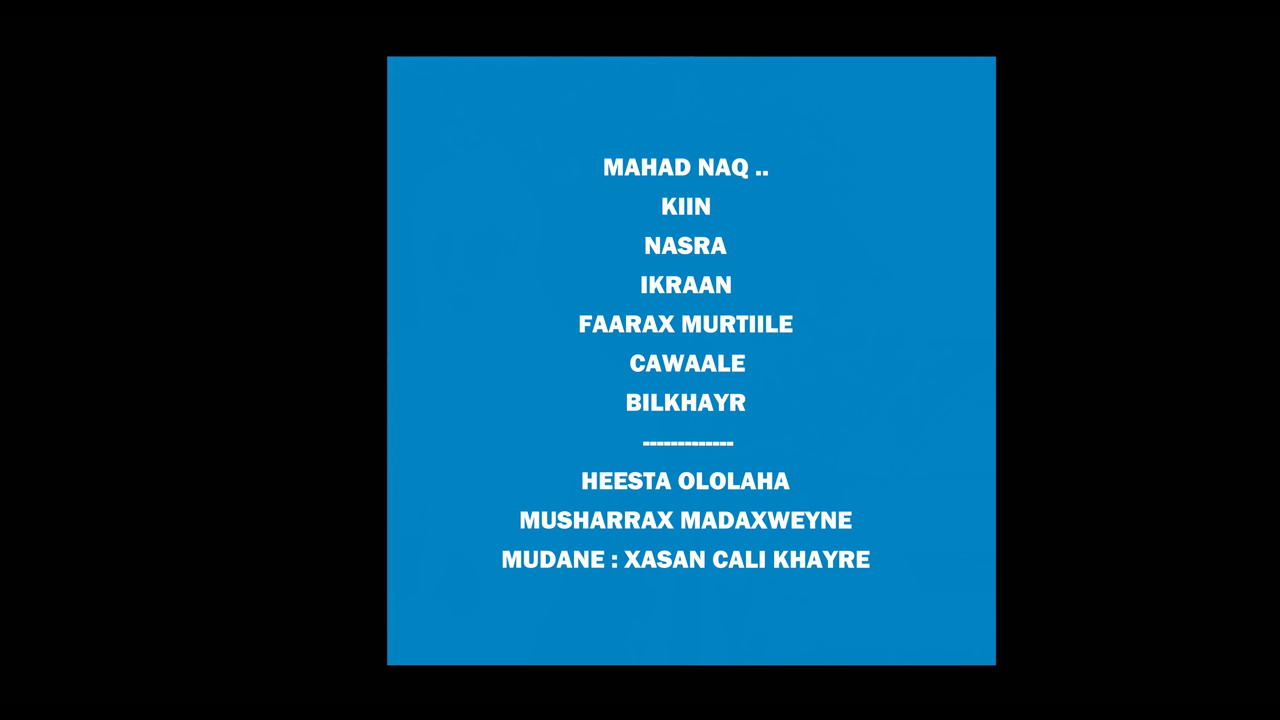 MAHAD NAQ ..
KIIN
NASRA
IKRAAN
FAARAX MURTIILE
CAWAALE
BILKHAYR
-------------
HEESTA OLOLAHA
MUSHARRAX MADAXWEYNE
MUDANE : XASAN CALI KHAYRE